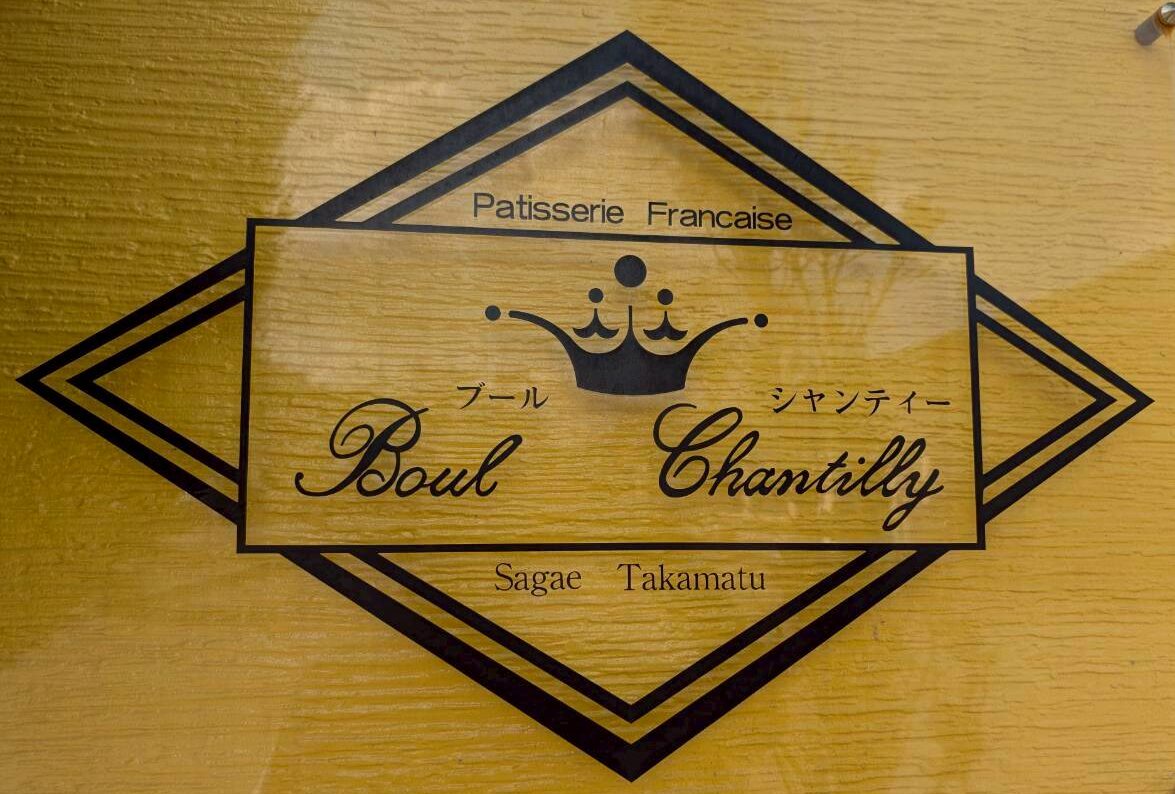 Patisserie Francaise
ブール シャンティー
Boul Chantilly
Sagae Takamatu